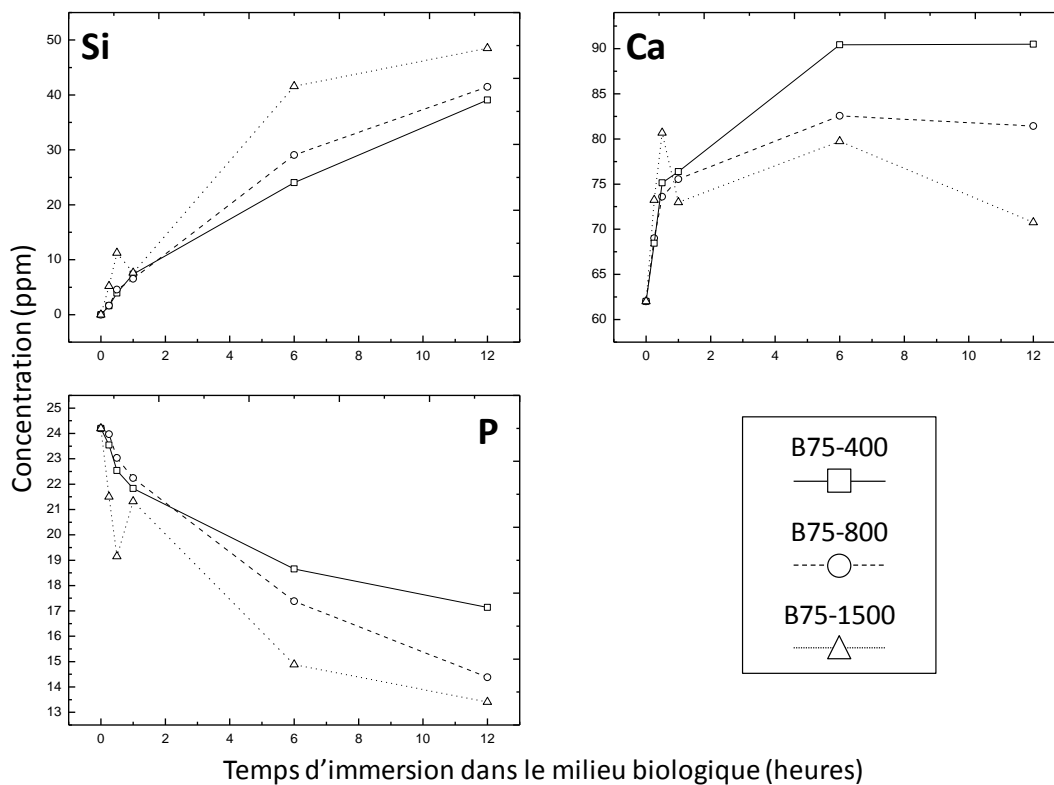 Si
50
40
30
20
10
0
0 2 4 6 8 10 12
Ca
90
85
80
75
70
65
60
0 2 4 6 8 10 12
Concentration (ppm)
P
25
24
23
22
21
20
19
18
17
16
15
14
13
0 2 4 6 8 10 12
B75-400
B75-800
B75-1500
Temps d’immersion dans le milieu biologique (heures)